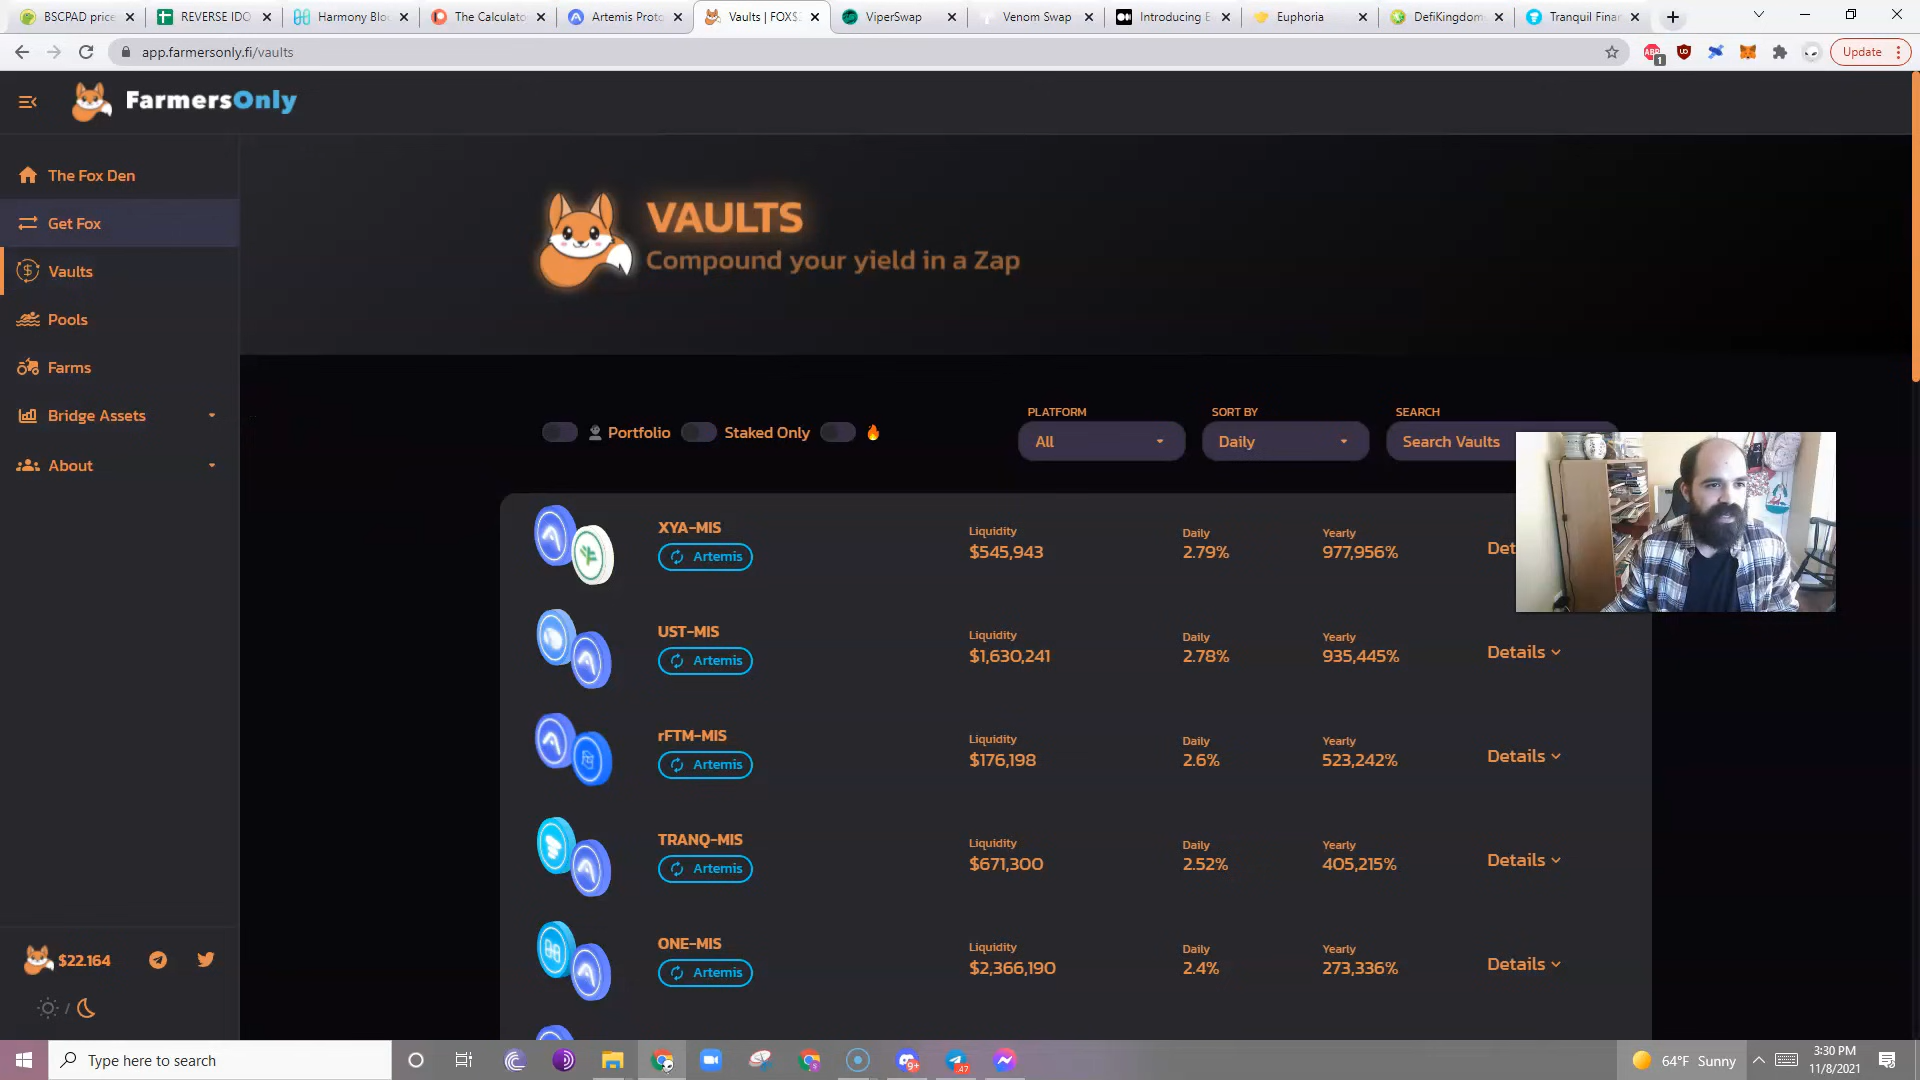 BSCPAD price
REVERSE IDO
Harmony Blo
The Calculato
Artemis Proto
Vaults | FOX$
ViperSwap
Venom Swap
Introducing E
Euphoria
DefiKingdom
Tranquil Finan
app.farmersonly.fi/vaults
ABP
1
Update
FarmersOnly
The Fox Den
Get Fox
Vaults
Pools
Farms
Bridge Assets
About
VAULTS
Compound your yield in a Zap
Portfolio
Staked Only
PLATFORM
All
SORT BY
Daily
SEARCH
Search Vaults
XYA-MIS
Artemis
Liquidity
$545,943
Daily
2.79%
Yearly
977,956%
Det
UST-MIS
Artemis
Liquidity
$1,630,241
Daily
2.78%
Yearly
935,445%
Details
rFTM-MIS
Artemis
Liquidity
$176,198
Daily
2.6%
Yearly
523,242%
Details
TRANQ-MIS
Artemis
Liquidity
$671,300
Daily
2.52%
Yearly
405,215%
Details
ONE-MIS
Artemis
Liquidity
$2,366,190
Daily
2.4%
Yearly
273,336%
Details
$22.164
/
Type here to search
9+
47
64°F Sunny
3:30 PM
11/8/2021